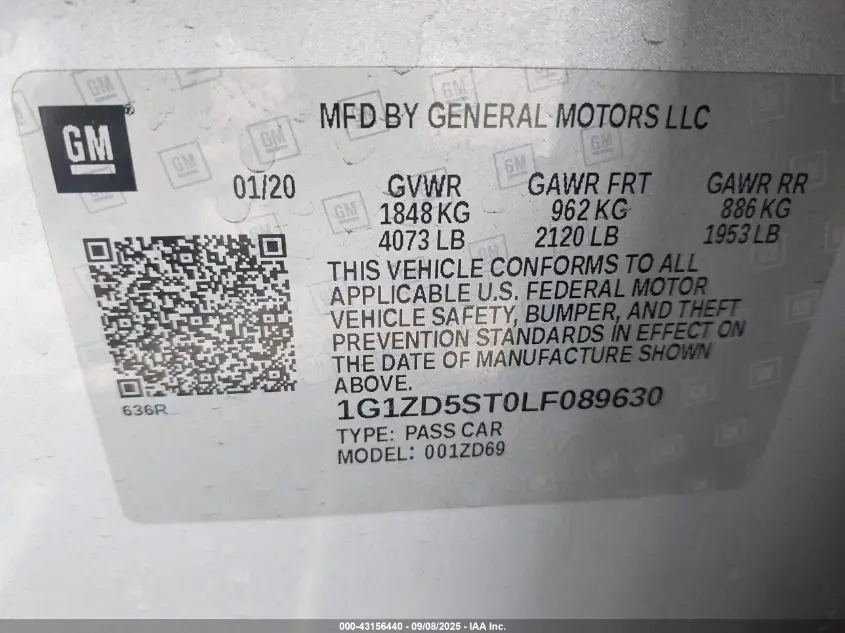 GM
MFD BY GENERAL MOTORS LLC
01/20
GVWR GAWR FRT GAWR RR
1848 KG 962 KG 886 KG
4073 LB 2120 LB 1953 LB
THIS VEHICLE CONFORMS TO ALL
APPLICABLE U.S. FEDERAL MOTOR
VEHICLE SAFETY, BUMPER, AND THEFT
PREVENTION STANDARDS IN EFFECT ON
THE DATE OF MANUFACTURE SHOWN
ABOVE.
636R
1G1ZD5ST0LF089630
TYPE: PASS CAR
MODEL: 001ZD69
000-43156440 - 09/08/2025 - IAA Inc.